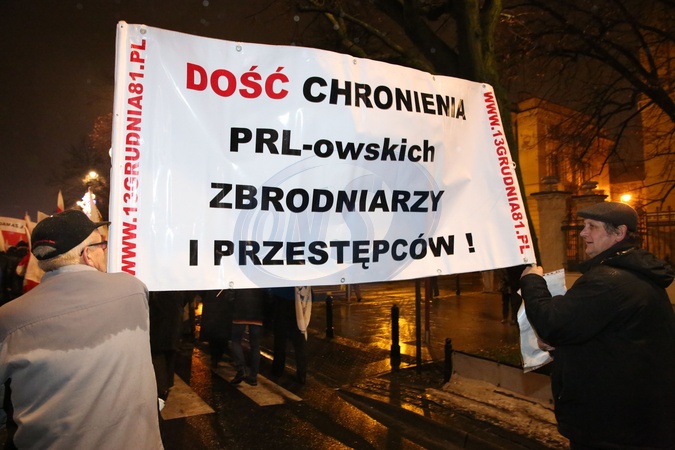 DOŚĆ CHRONIENIA
PRL-owskich
ZBRODNIARZY
I PRZESTĘPCÓW !
WWW.13GRUDNIA81.PL
WWW.13GRUDNIA81.PL